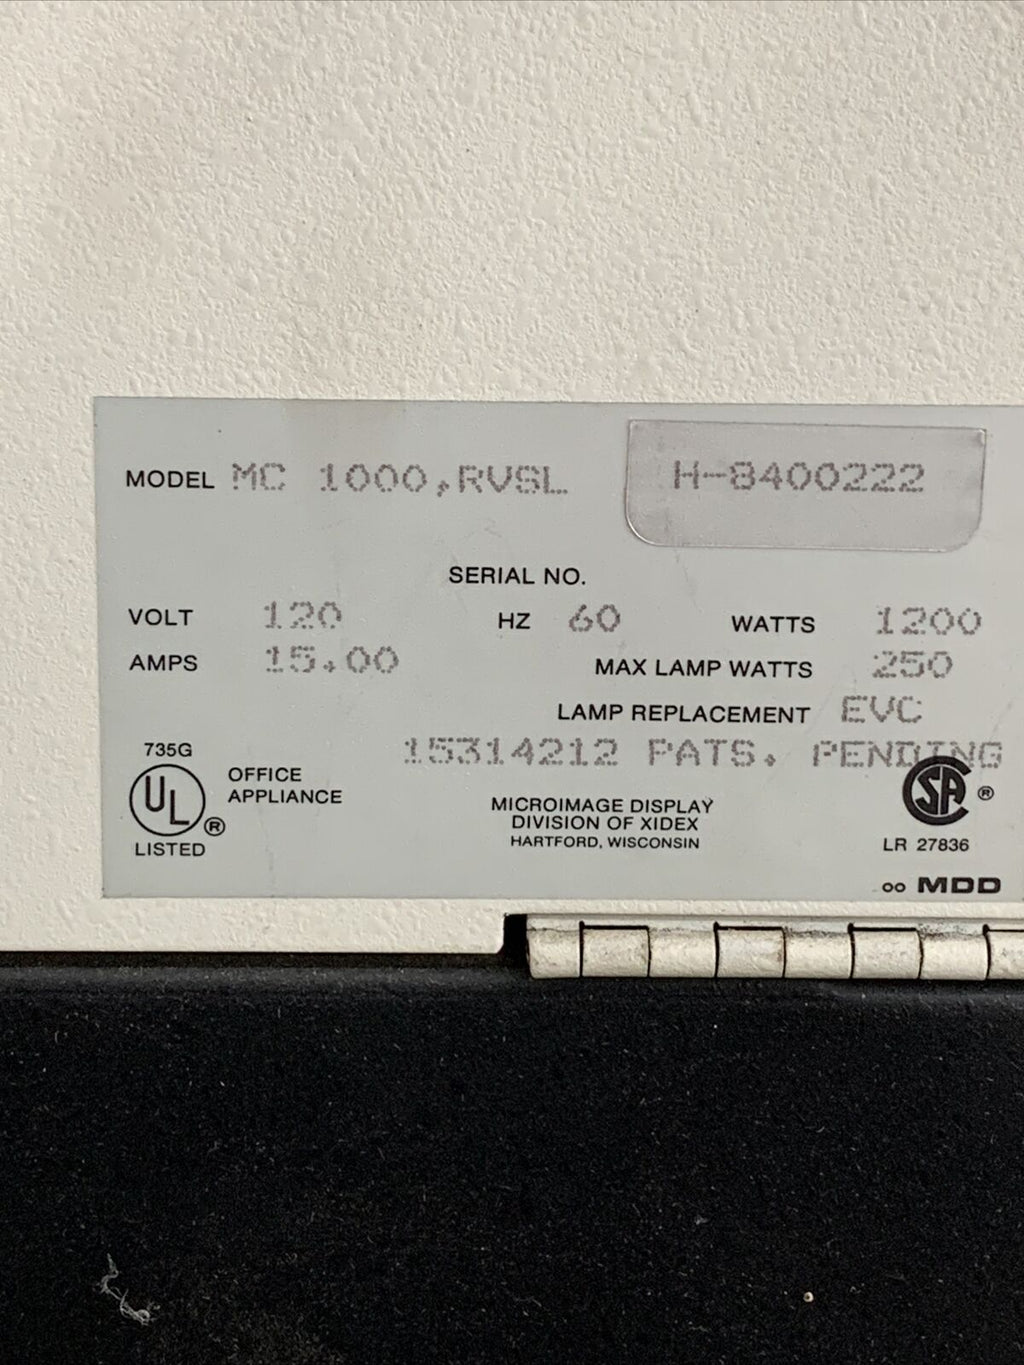 MODEL MC 1000,RVSL H-8400222
SERIAL NO.
VOLT 120 HZ 60 WATTS 1200
AMPS 15.00 MAX LAMP WATTS 250
LAMP REPLACEMENT EVC
15314212 PATS. PENDING
735G
UL ®
LISTED
OFFICE
APPLIANCE
MICROIMAGE DISPLAY
DIVISION OF XIDEX
HARTFORD, WISCONSIN
SA ®
LR 27836
∞ MDD